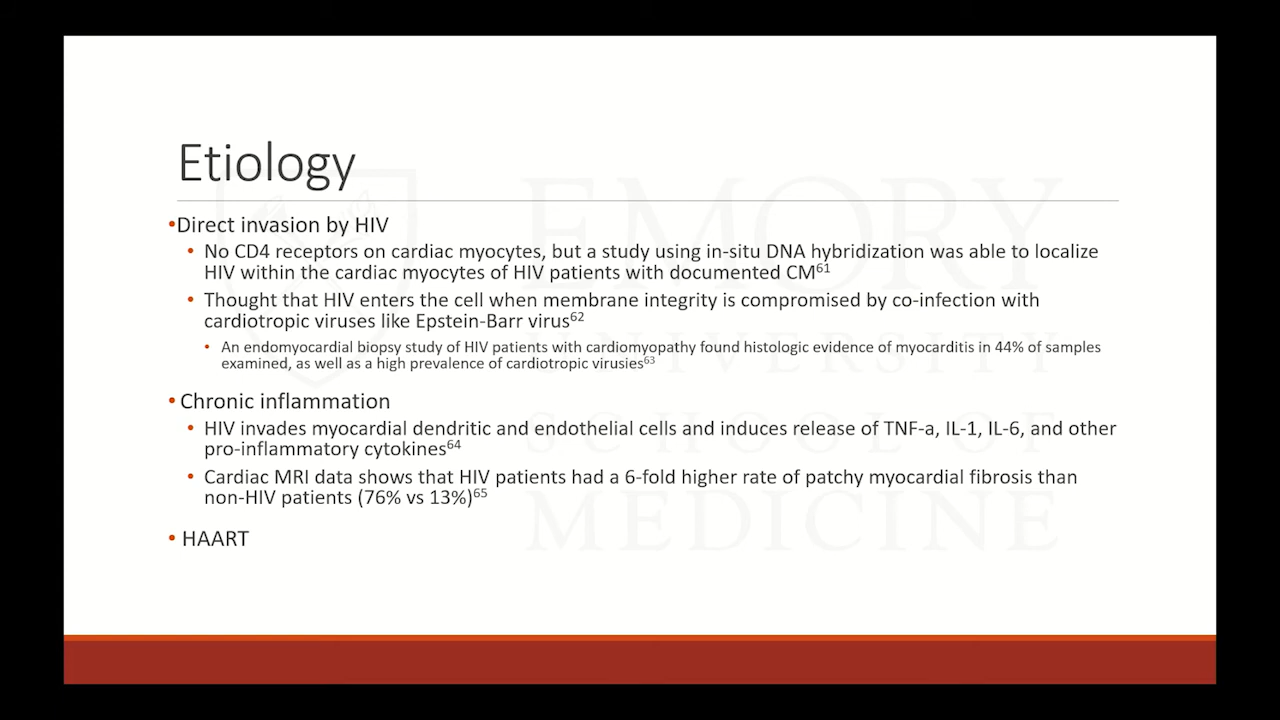 Etiology
•Direct invasion by HIV
• No CD4 receptors on cardiac myocytes, but a study using in-situ DNA hybridization was able to localize
HIV within the cardiac myocytes of HIV patients with documented CM61
• Thought that HIV enters the cell when membrane integrity is compromised by co-infection with
cardiotropic viruses like Epstein-Barr virus62
• An endomyocardial biopsy study of HIV patients with cardiomyopathy found histologic evidence of myocarditis in 44% of samples
examined, as well as a high prevalence of cardiotropic virusies63
• Chronic inflammation
• HIV invades myocardial dendritic and endothelial cells and induces release of TNF-a, IL-1, IL-6, and other
pro-inflammatory cytokines64
• Cardiac MRI data shows that HIV patients had a 6-fold higher rate of patchy myocardial fibrosis than
non-HIV patients (76% vs 13%)65
• HAART
EMORY
UNIVERSITY
SCHOOL OF
MEDICINE